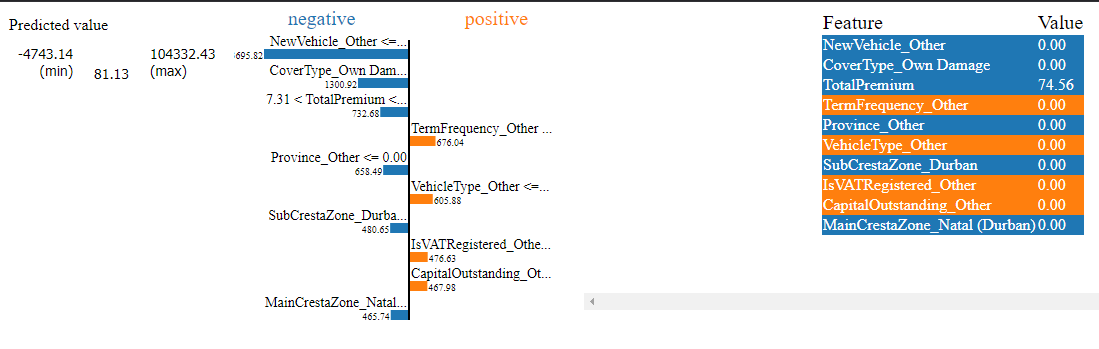 Predicted value
-4743.14
(min)
81.13
104332.43
(max)
negative
positive
NewVehicle_Other <=...
695.82
CoverType_Own Dam...
1300.92
7.31 < TotalPremium <...
732.68
TermFrequency_Other ...
676.04
Province_Other <= 0.00
658.49
VehicleType_Other <=...
605.88
SubCrestaZone_Durba...
480.65
IsVATRegistered_Othe...
476.63
CapitalOutstanding_Ot...
467.98
MainCrestaZone_Natal...
465.74
Feature Value
NewVehicle_Other 0.00
CoverType_Own Damage 0.00
TotalPremium 74.56
TermFrequency_Other 0.00
Province_Other 0.00
VehicleType_Other 0.00
SubCrestaZone_Durban 0.00
IsVATRegistered_Other 0.00
CapitalOutstanding_Other 0.00
MainCrestaZone_Natal (Durban) 0.00